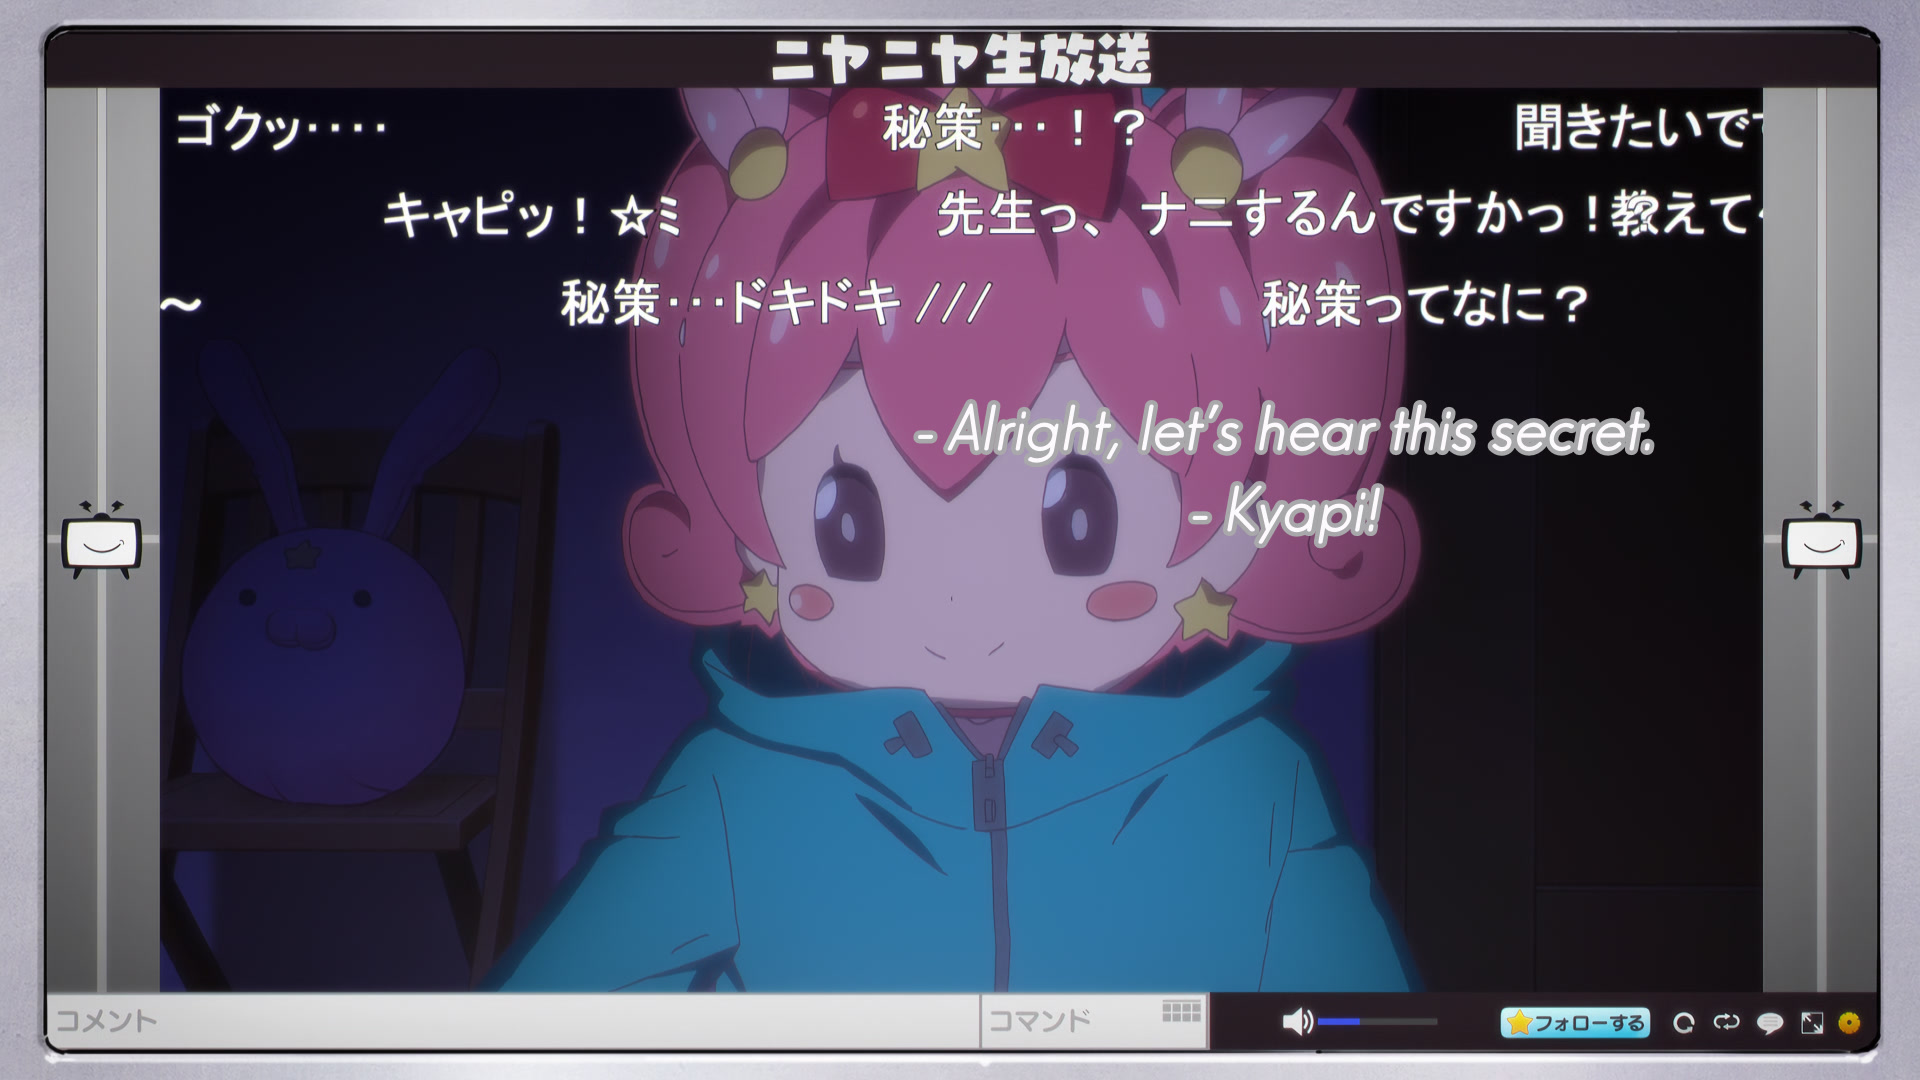 ニヤニヤ生放送
ゴクッ‥‥
秘策…！？
聞きたいで
キャピッ！☆ミ
先生っ、ナニするんですかっ！
教えて
～
秘策…ドキドキ ///
秘策ってなに？
- Alright, let's hear this secret.
- Kyapi!
コメント
コマンド
フォローする